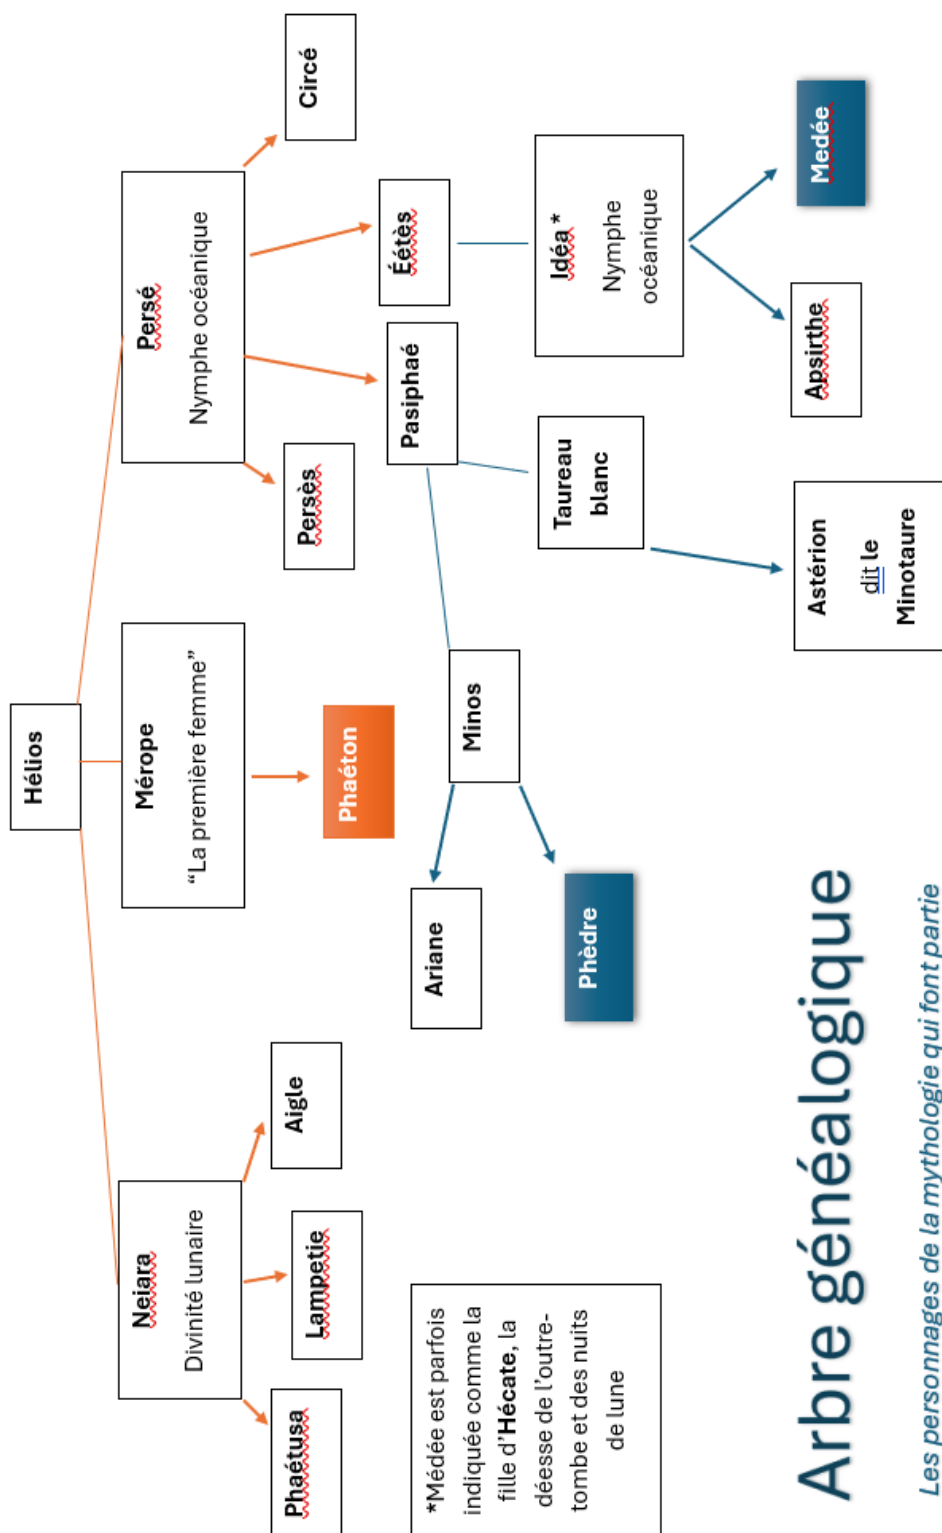 Hélios
Neiara
Divinité lunaire
Mérope
“La première femme”
Persé
Nymphe océanique
Phaétusa
Lampetie
Aigle
Phaéton
Persès
Pasiphaé
Éétès
Circé
Ariane
Minos
Phèdre
Taureau
blanc
Idéa *
Nymphe
océanique
Astérion
dit le
Minotaure
Apsirthe
Medée
*Médée est parfois
indiquée comme la
fille d’Hécate, la
déesse de l’outre-
tombe et des nuits
de lune
Arbre généalogique
Les personnages de la mythologie qui font partie